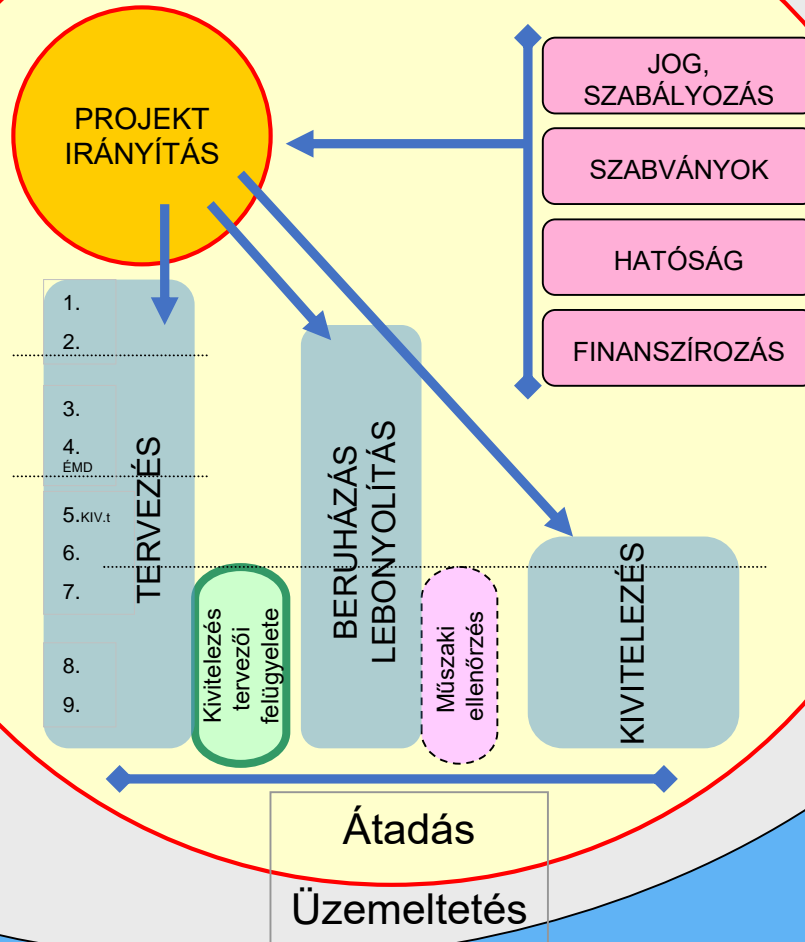 PROJEKT
IRÁNYÍTÁS
JOG,
SZABÁLYOZÁS
SZABVÁNYOK
HATÓSÁG
FINANSZÍROZÁS
1.
2.
3.
4.
ÉMD
5.KIV.t
6.
7.
8.
9.
TERVEZÉS
Kivitelezés
tervezői
felügyelete
BERUHÁZÁS
LEBONYOLÍTÁS
Műszaki
ellenőrzés
KIVITELEZÉS
Átadás
Üzemeltetés